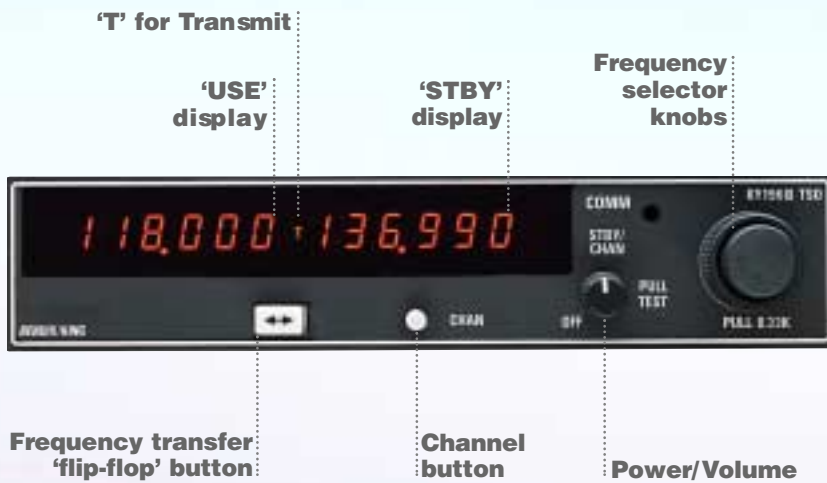 ‘T’ for Transmit
‘USE’
display
‘STBY’
display
Frequency
selector
knobs
118.000 T 136.990
COMM
STBY/
CHAN
OFF
PULL
TEST
PULL 8.33K
CHAN
Frequency transfer
‘flip-flop’ button
Channel
button
Power/Volume